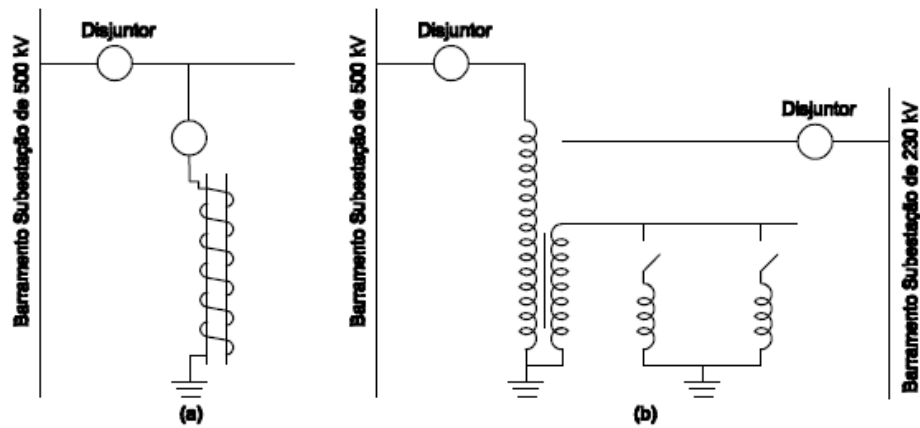 Barramento Subestação de 500 kV
Disjuntor
(a)
Barramento Subestação de 500 kV
Disjuntor
Disjuntor
Barramento Subestação de 230 kV
(b)